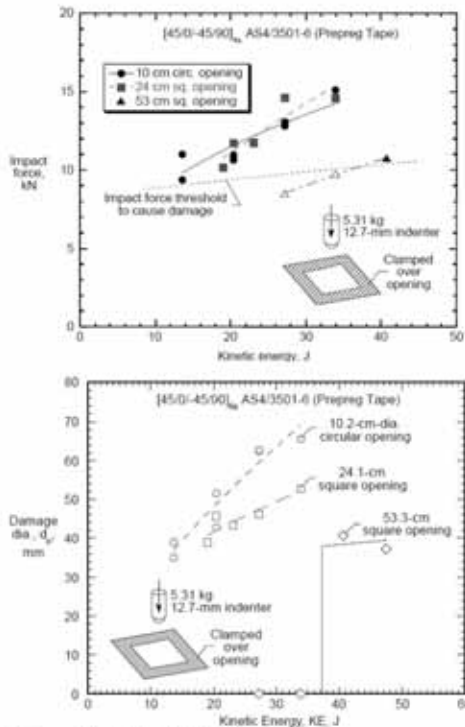 [45/0/-45/90]Ns AS4/3501-6 (Prepreg Tape)
10 cm circ. opening
24 cm sq. opening
53 cm sq. opening
20
15
10
5
0
Impact
force,
kN
Impact force threshold
to cause damage
5.31 kg
12.7-mm indenter
Clamped
over
opening
0 10 20 30 40 50
Kinetic energy, J
[45/0/-45/90]Ns AS4/3501-6 (Prepreg Tape)
80
70
60
50
40
30
20
10
0
Damage
dia., d
mm
10.2-cm-dia
circular opening
24.1-cm
square opening
53.3-cm
square opening
5.31 kg
12.7-mm indenter
Clamped
over
opening
0 10 20 30 40 50
Kinetic Energy, KE, J